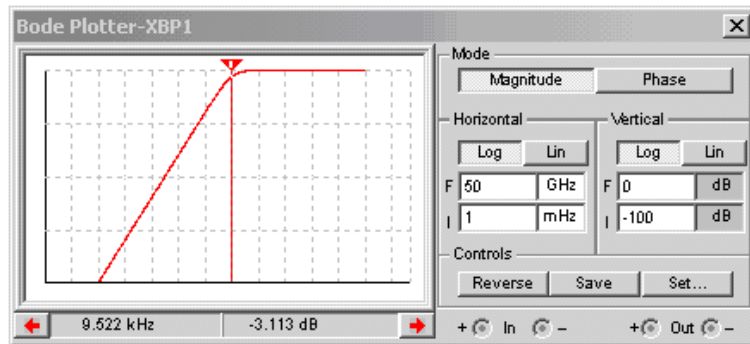 Bode Plotter-XBP1
Mode
Magnitude Phase
Horizontal Vertical
Log Lin Log Lin
F 50 GHz F 0 dB
I 1 mHz I -100 dB
Controls
Reverse Save Set...
9.522 kHz -3.113 dB + In - + Out -